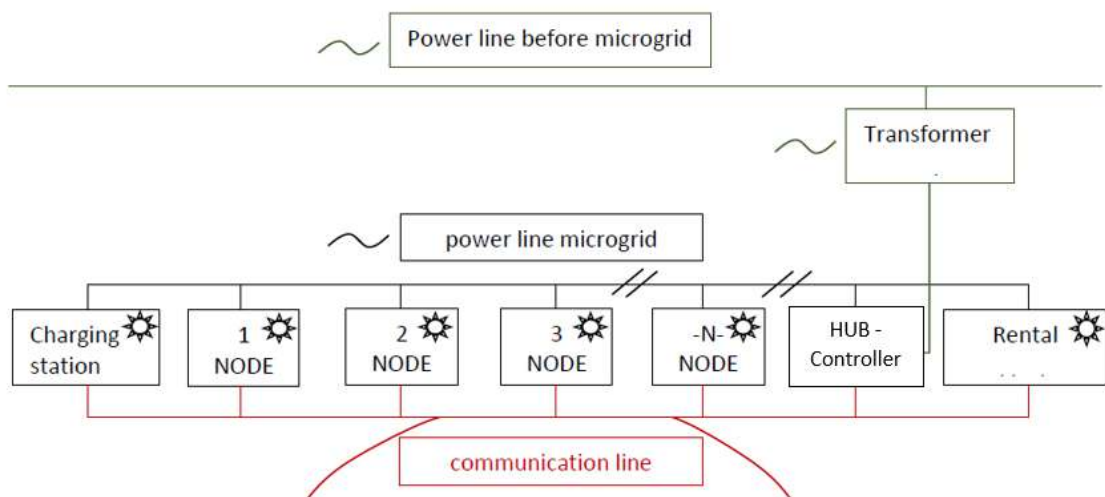 Power line before microgrid
Transformer
power line microgrid
Charging
station
1
NODE
2
NODE
3
NODE
-N-
NODE
HUB -
Controller
Rental
communication line